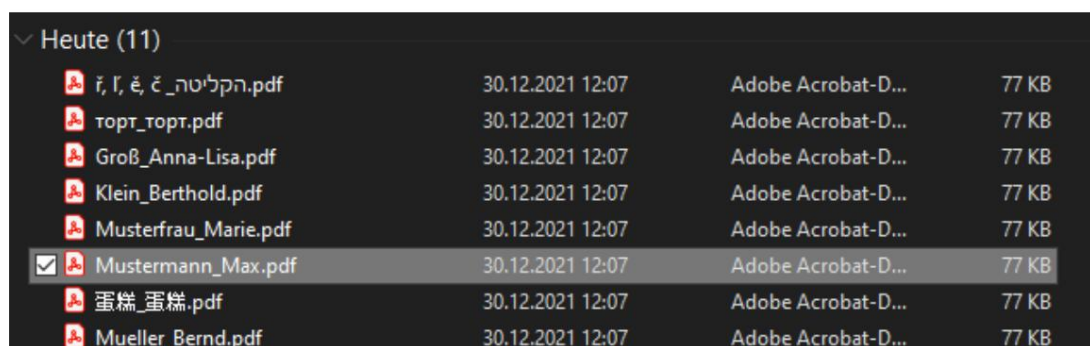 Heute (11)
ř, ľ, ě, č _הקליטה.pdf 30.12.2021 12:07 Adobe Acrobat-D... 77 KB
торт_торт.pdf 30.12.2021 12:07 Adobe Acrobat-D... 77 KB
Groß_Anna-Lisa.pdf 30.12.2021 12:07 Adobe Acrobat-D... 77 KB
Klein_Berthold.pdf 30.12.2021 12:07 Adobe Acrobat-D... 77 KB
Musterfrau_Marie.pdf 30.12.2021 12:07 Adobe Acrobat-D... 77 KB
Mustermann_Max.pdf 30.12.2021 12:07 Adobe Acrobat-D... 77 KB
蛋糕_蛋糕.pdf 30.12.2021 12:07 Adobe Acrobat-D... 77 KB
Mueller_Bernd.pdf 30.12.2021 12:07 Adobe Acrobat-D... 77 KB